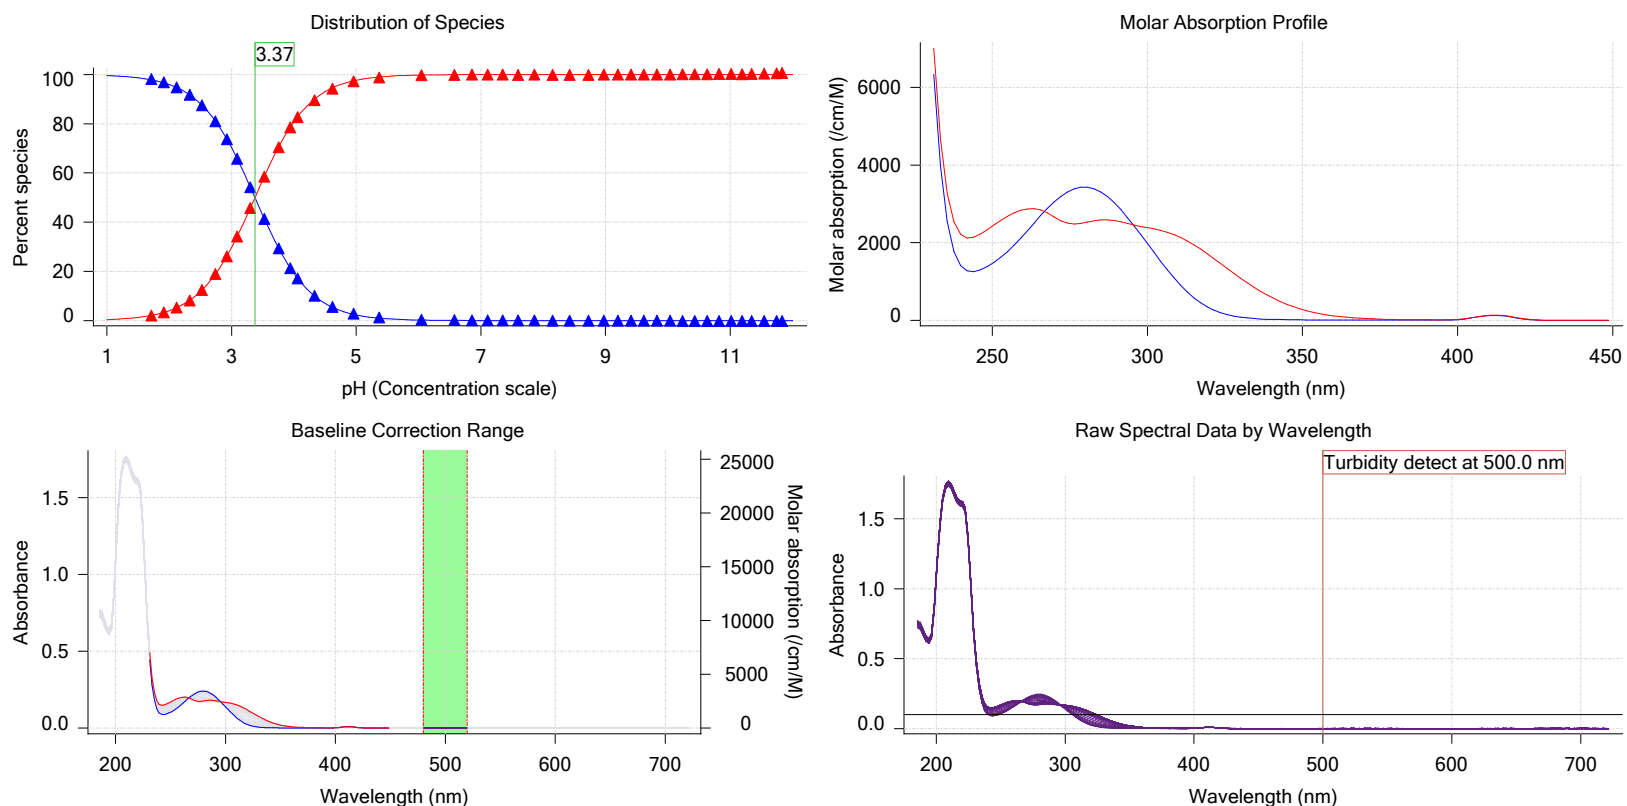 Distribution of Species
3.37
100
80
60
40
20
0
Percent species
1 3 5 7 9 11
pH (Concentration scale)
Molar Absorption Profile
6000
4000
2000
0
Molar absorption (/cm/M)
250 300 350 400 450
Wavelength (nm)
Baseline Correction Range
1.5
1.0
0.5
0.0
Absorbance
25000
20000
15000
10000
5000
0
Molar absorption (/cm/M)
200 300 400 500 600 700
Wavelength (nm)
Raw Spectral Data by Wavelength
Turbidity detect at 500.0 nm
1.5
1.0
0.5
0.0
Absorbance
200 300 400 500 600 700
Wavelength (nm)